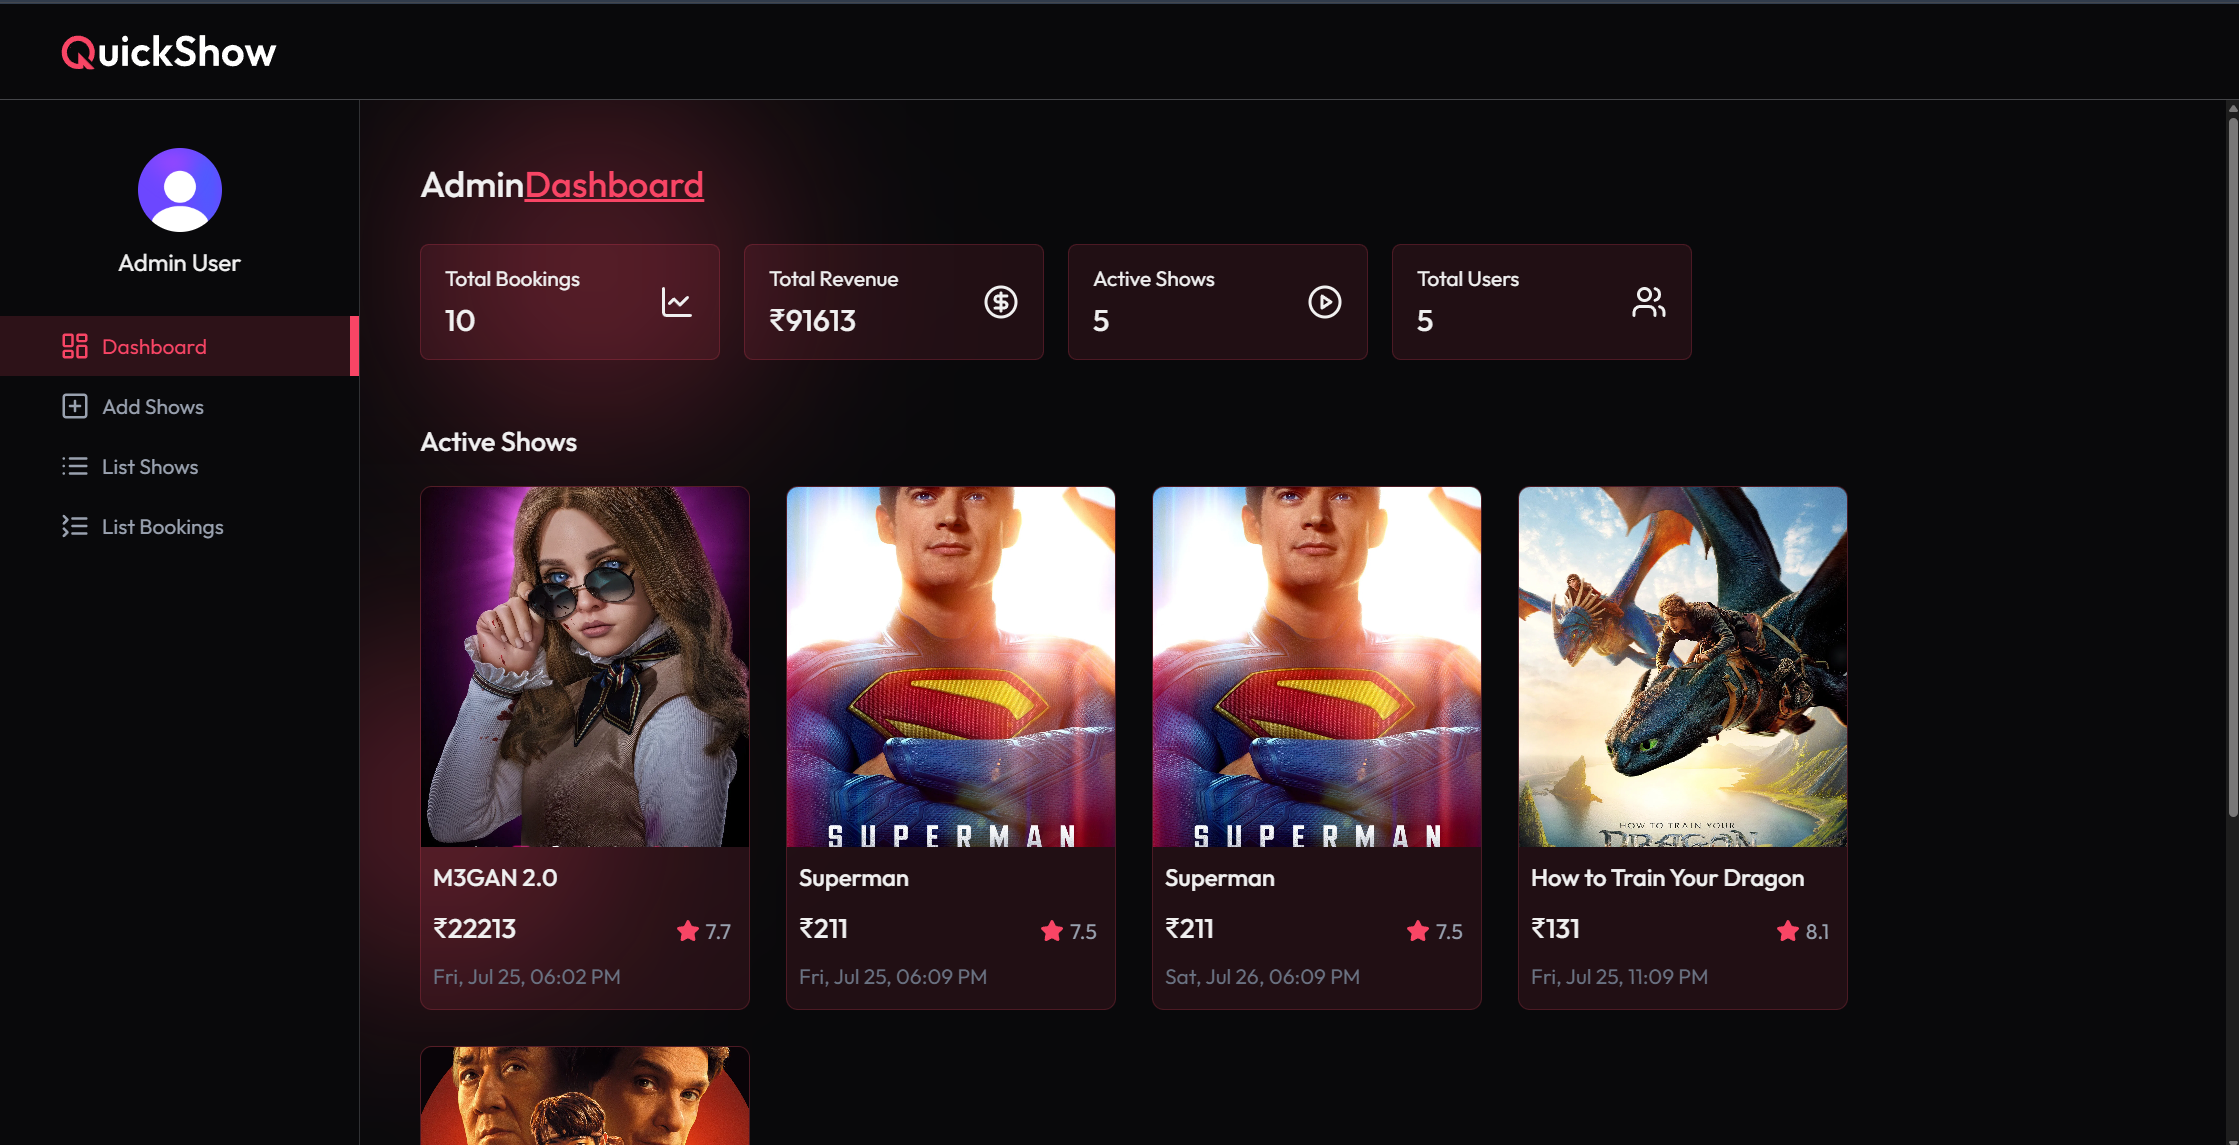 QuickShow
Admin User
Dashboard
Add Shows
List Shows
List Bookings
AdminDashboard
Total Bookings
10
Total Revenue
₹91613
Active Shows
5
Total Users
5
Active Shows
SUPERMAN
SUPERMAN
HOW TO TRAIN YOUR
DRAGON
M3GAN 2.0
₹22213
7.7
Fri, Jul 25, 06:02 PM
Superman
₹211
7.5
Fri, Jul 25, 06:09 PM
Superman
₹211
7.5
Sat, Jul 26, 06:09 PM
How to Train Your Dragon
₹131
8.1
Fri, Jul 25, 11:09 PM